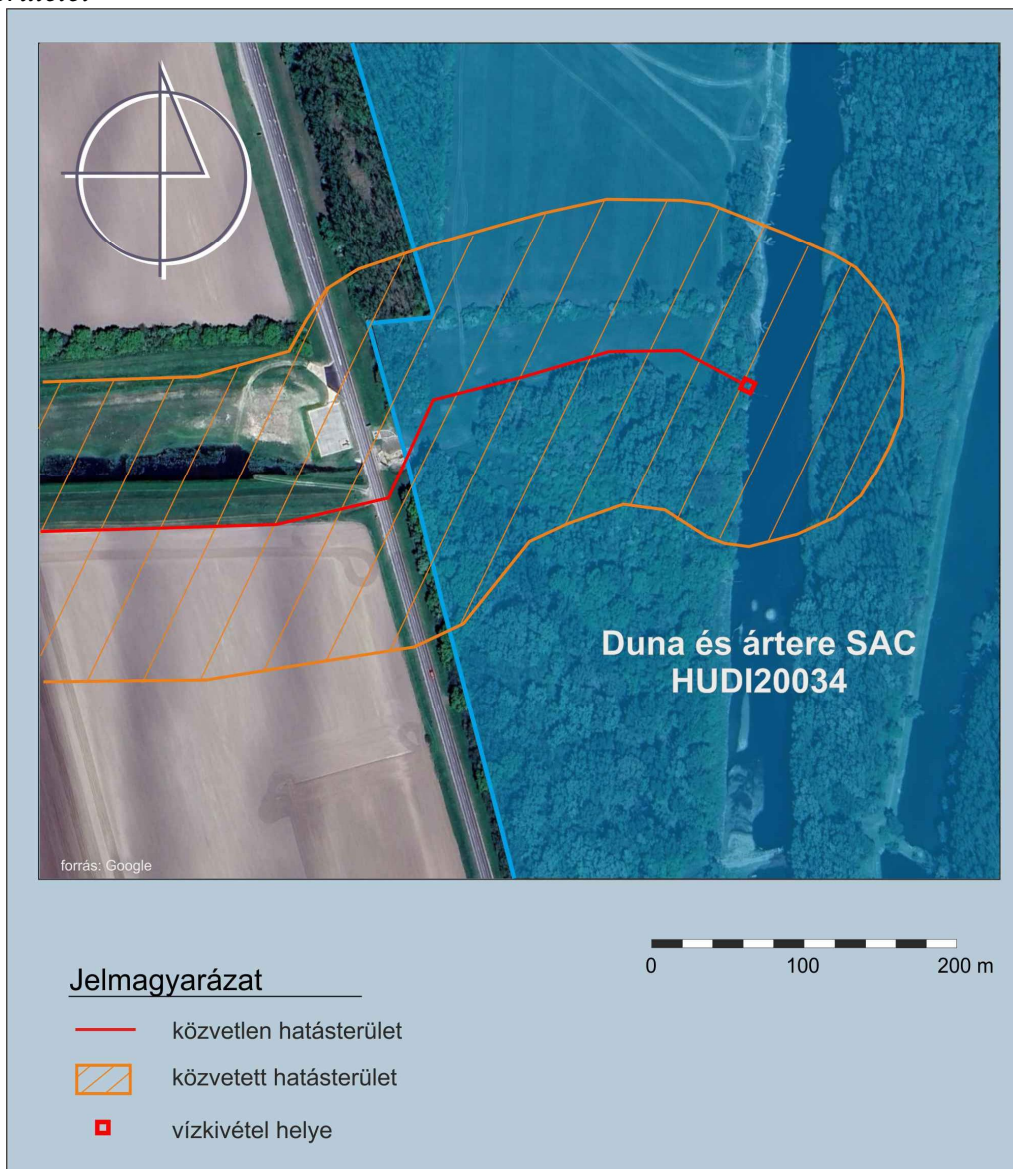 Duna és ártere SAC
HUDI20034
forrás: Google
0 100 200 m
Jelmagyarázat
közvetlen hatásterület
közvetett hatásterület
vízkivétel helye